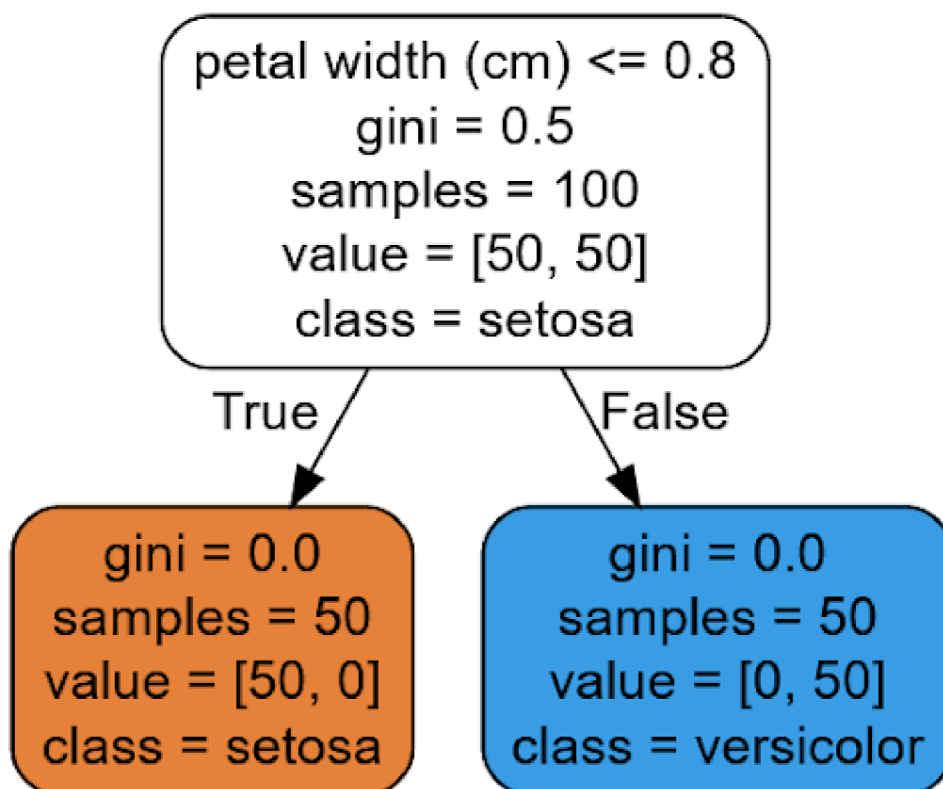 petal width (cm) <= 0.8
gini = 0.5
samples = 100
value = [50, 50]
class = setosa
True
False
gini = 0.0
samples = 50
value = [50, 0]
class = setosa
gini = 0.0
samples = 50
value = [0, 50]
class = versicolor